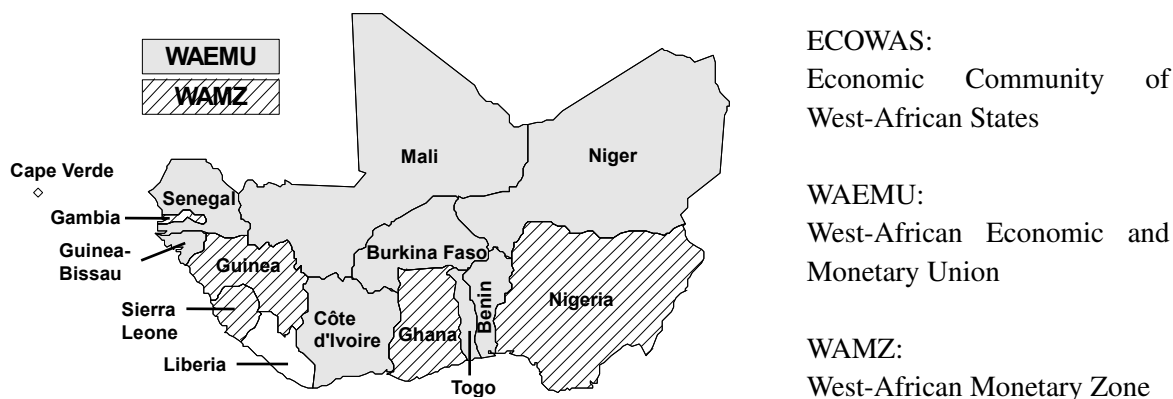 WAEMU
WAMZ
Cape Verde
Senegal
Gambia
Guinea-
Bissau
Guinea
Sierra
Leone
Liberia
Mali
Niger
Burkina Faso
Côte
d'Ivoire
Ghana
Togo
Benin
Nigeria
ECOWAS:
Economic Community of
West-African States
WAEMU:
West-African Economic and
Monetary Union
WAMZ:
West-African Monetary Zone